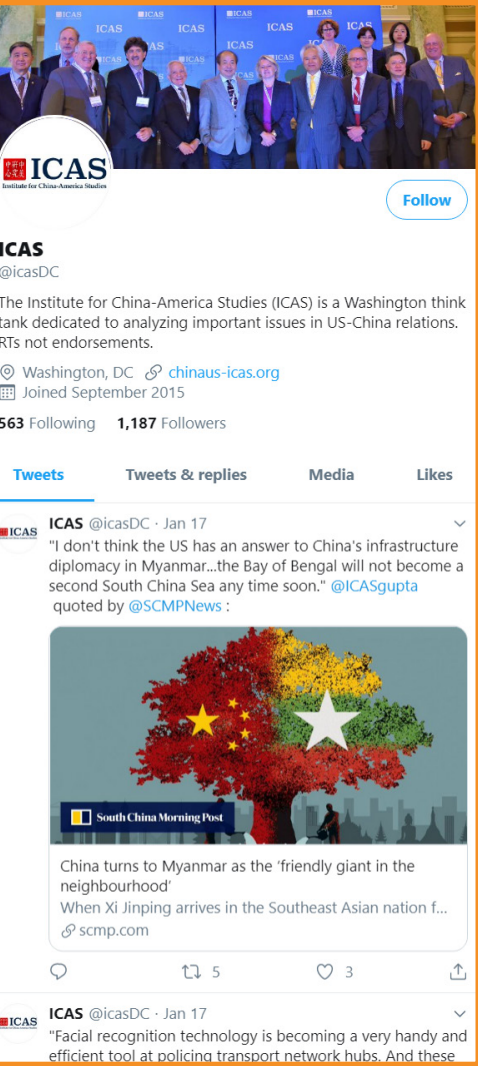 ICAS
ICAS
ICAS
ICAS
ICAS
ICAS
ICAS
Institute for China-America Studies
Follow
ICAS
@icasDC
The Institute for China-America Studies (ICAS) is a Washington think
tank dedicated to analyzing important issues in US-China relations.
RTs not endorsements.
Washington, DC chinaus-icas.org
Joined September 2015
563 Following 1,187 Followers
Tweets Tweets & replies Media Likes
ICAS
ICAS @icasDC · Jan 17
"I don't think the US has an answer to China's infrastructure
diplomacy in Myanmar...the Bay of Bengal will not become a
second South China Sea any time soon." @ICASgupta
quoted by @SCMPNews :
South China Morning Post
China turns to Myanmar as the ‘friendly giant in the
neighbourhood’
When Xi Jinping arrives in the Southeast Asian nation f...
scmp.com
5 3
ICAS
ICAS @icasDC · Jan 17
"Facial recognition technology is becoming a very handy and
efficient tool at policing transport network hubs. And these